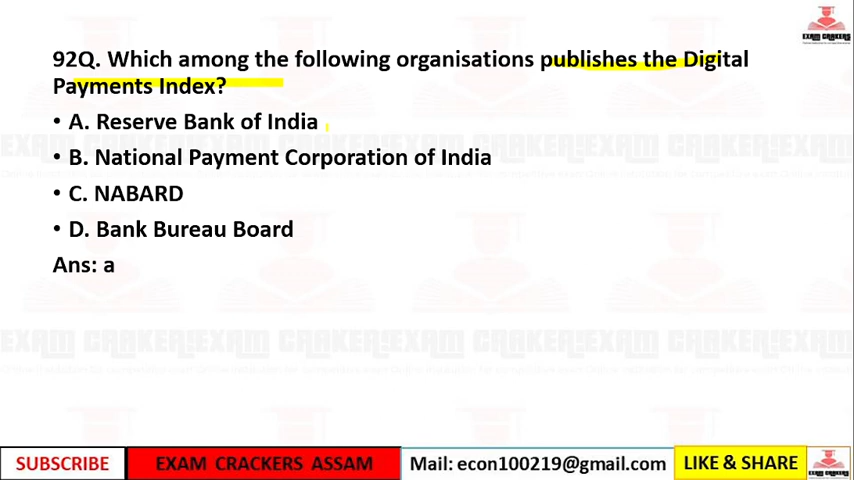 92Q. Which among the following organisations publishes the Digital
Payments Index?
• A. Reserve Bank of India
• B. National Payment Corporation of India
• C. NABARD
• D. Bank Bureau Board
Ans: a
SUBSCRIBE
EXAM CRACKERS ASSAM
Mail: econ100219@gmail.com
LIKE & SHARE